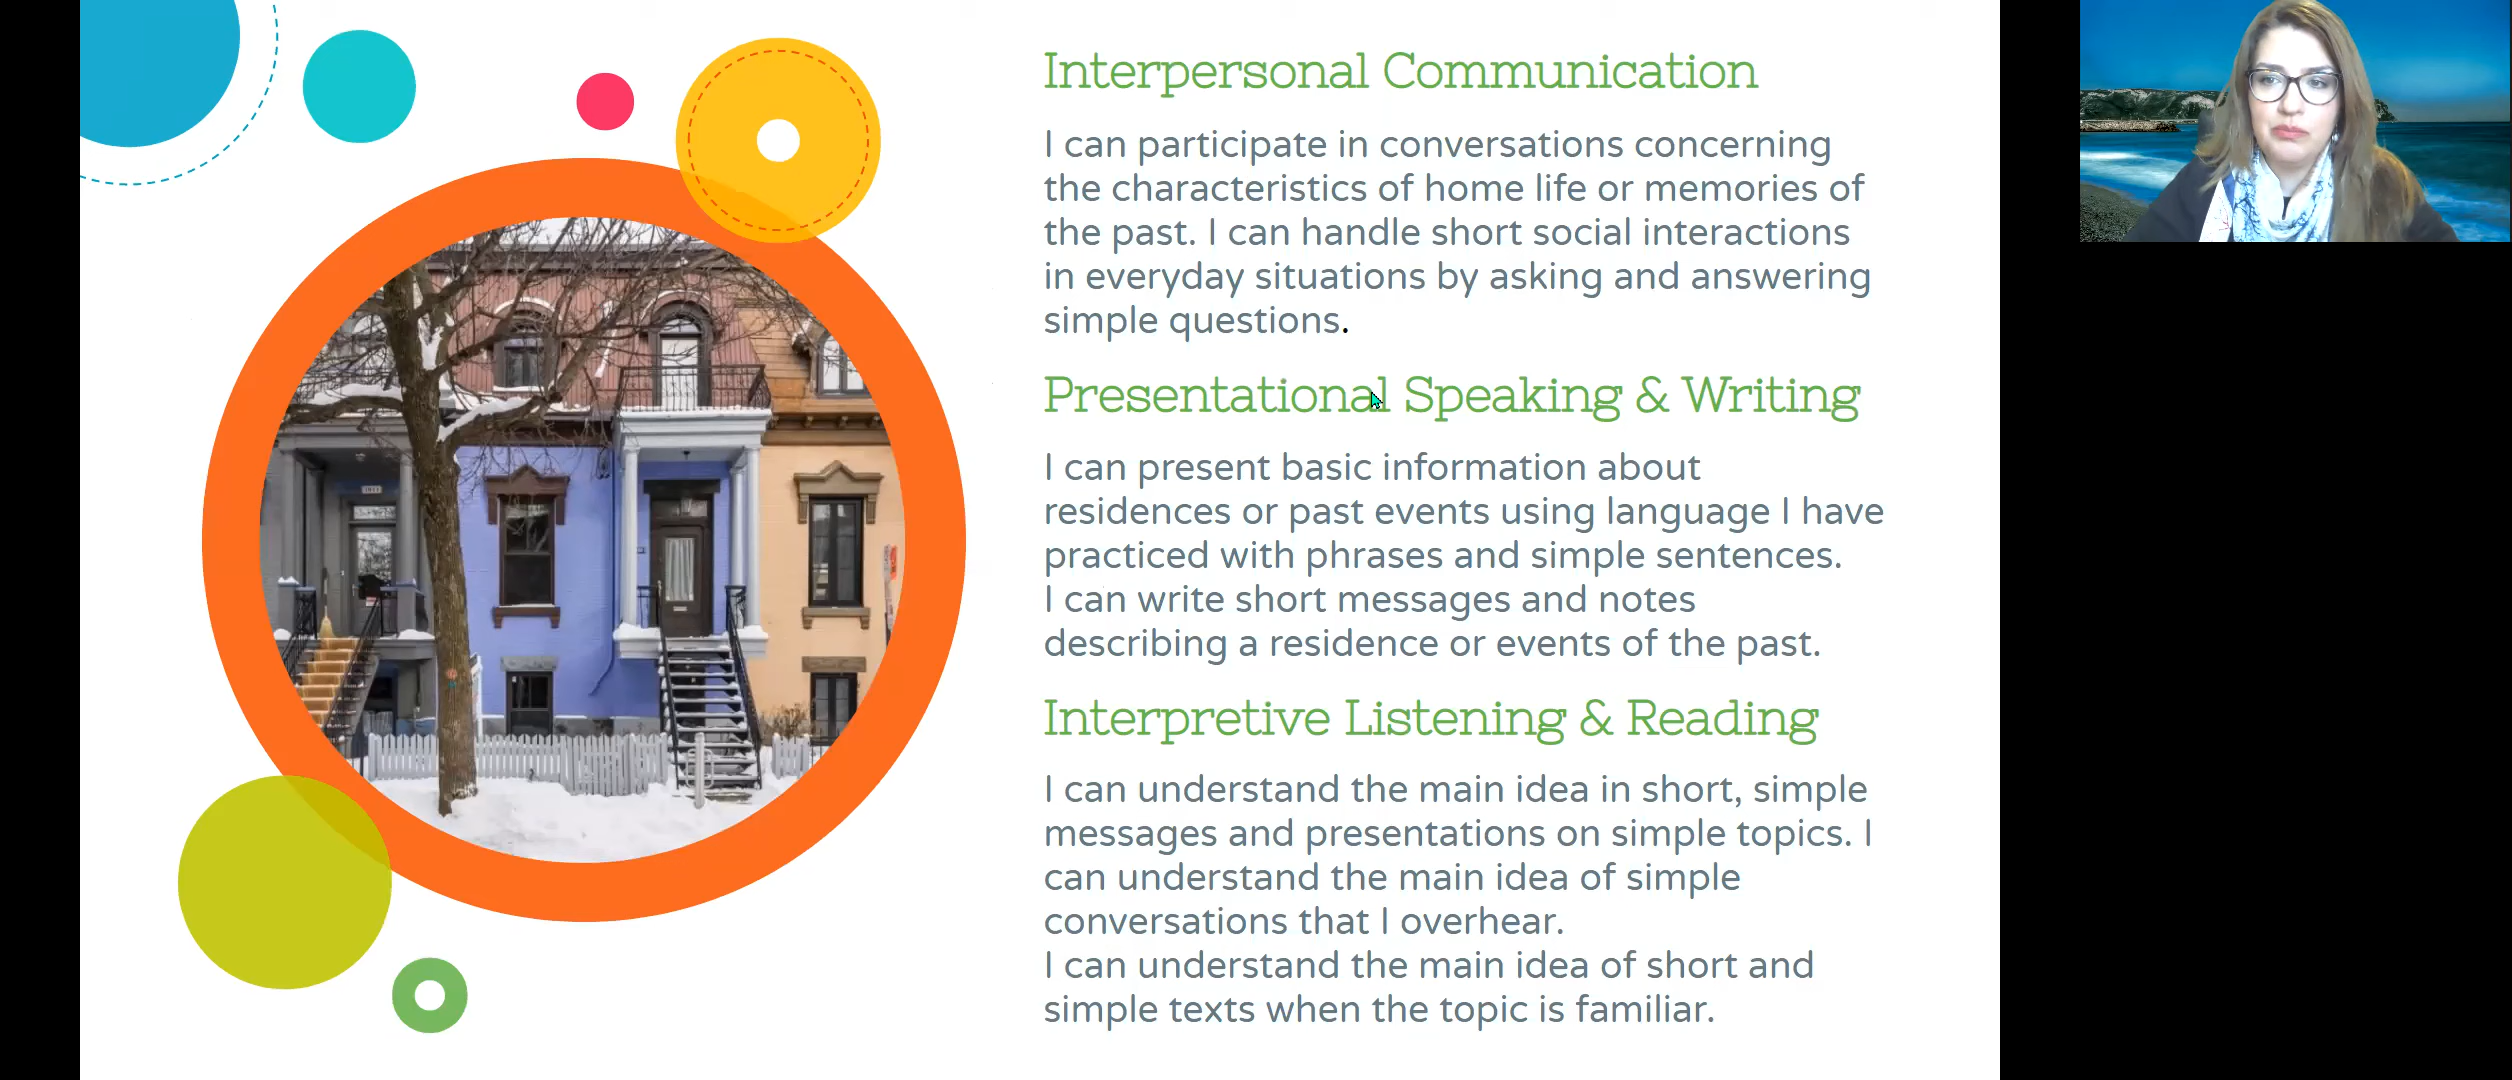 Interpersonal Communication
I can participate in conversations concerning
the characteristics of home life or memories of
the past. I can handle short social interactions
in everyday situations by asking and answering
simple questions.
Presentational Speaking & Writing
I can present basic information about
residences or past events using language I have
practiced with phrases and simple sentences.
I can write short messages and notes
describing a residence or events of the past.
Interpretive Listening & Reading
I can understand the main idea in short, simple
messages and presentations on simple topics. I
can understand the main idea of simple
conversations that I overhear.
I can understand the main idea of short and
simple texts when the topic is familiar.